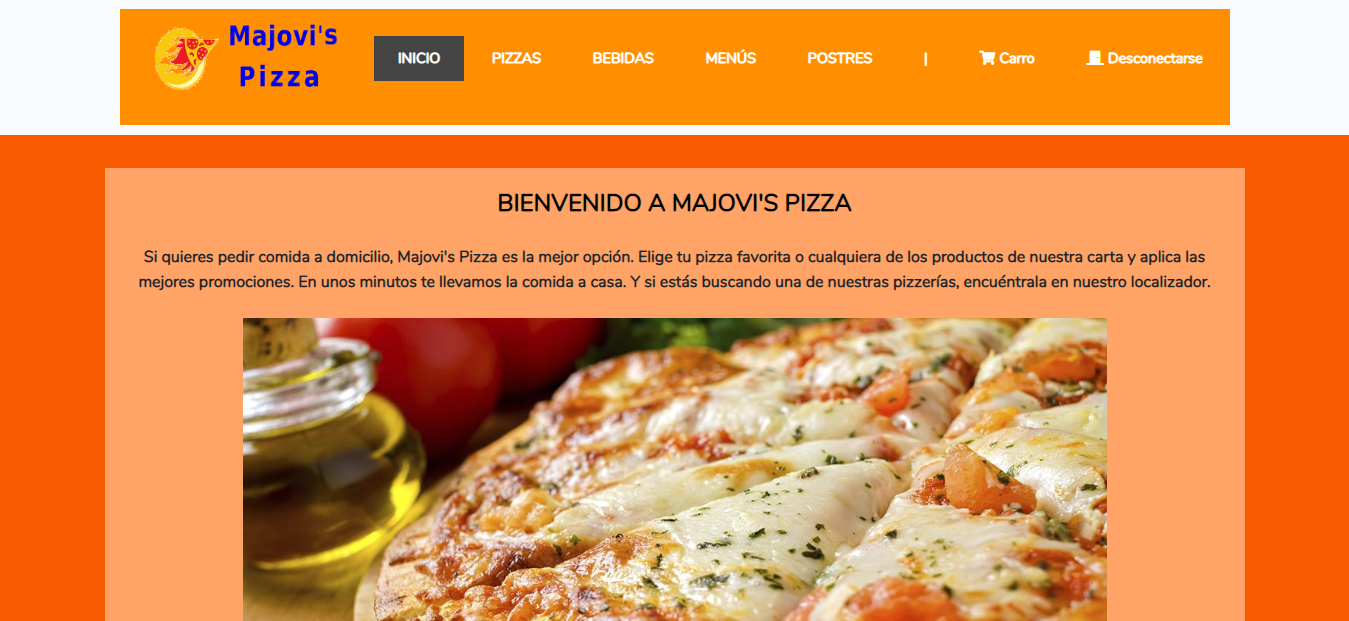 Majovi's
Pizza
INICIO PIZZAS BEBIDAS MENÚS POSTRES | Carro Desconectarse
BIENVENIDO A MAJOVI'S PIZZA
Si quieres pedir comida a domicilio, Majovi's Pizza es la mejor opción. Elige tu pizza favorita o cualquiera de los productos de nuestra carta y aplica las
mejores promociones. En unos minutos te llevamos la comida a casa. Y si estás buscando una de nuestras pizzerías, encuéntrala en nuestro localizador.